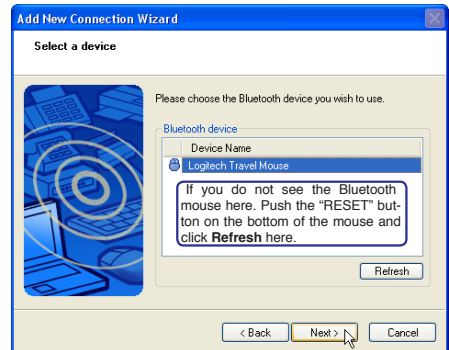 Add New Connection Wizard
Select a device
Please choose the Bluetooth device you wish to use.
Bluetooth device
Device Name
Logitech Travel Mouse
If you do not see the Bluetooth
mouse here. Push the “RESET” but-
ton on the bottom of the mouse and
click Refresh here.
Refresh
< Back
Next >
Cancel